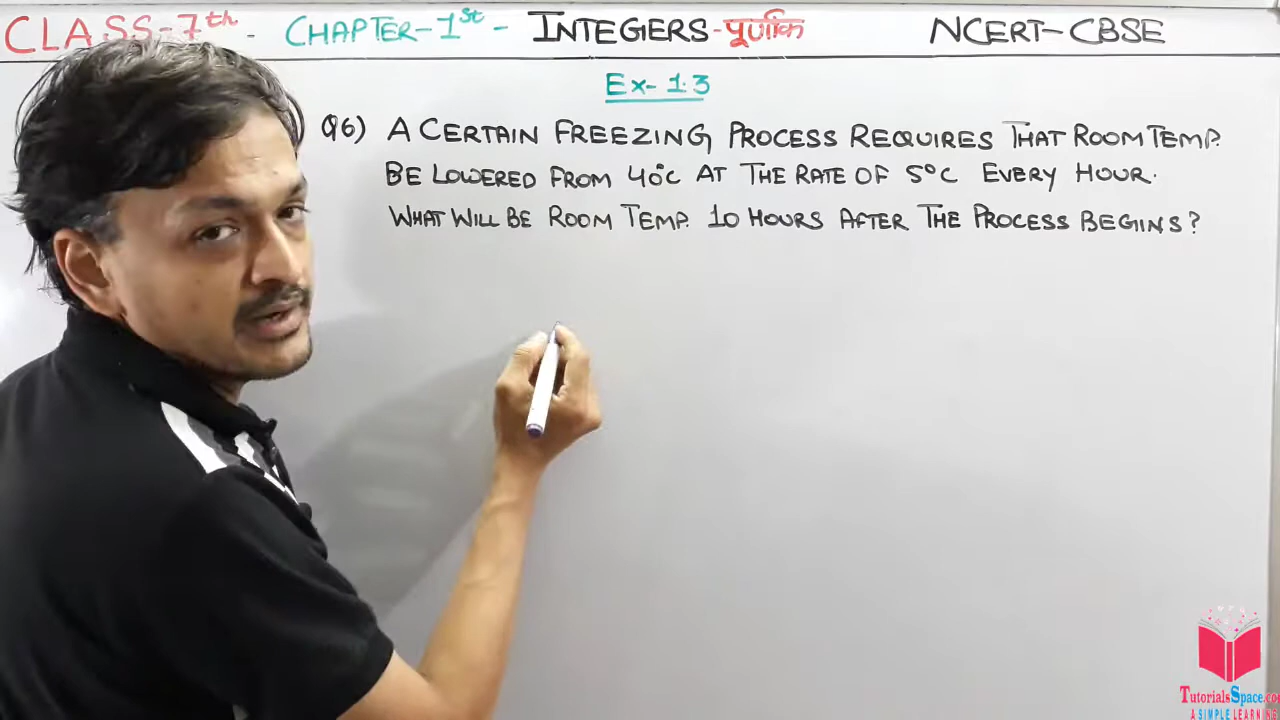 CLASS-7th - CHAPTER-1st - INTEGERS-पूर्णांक NCERT-CBSE
Ex- 1.3
Q6) A CERTAIN FREEZING PROCESS REQUIRES THAT ROOM TEMP.
BE LOWERED FROM 40°C AT THE RATE OF 5°C EVERY HOUR.
WHAT WILL BE ROOM TEMP. 10 HOURS AFTER THE PROCESS BEGINS?
TutorialsSpace.co
A SIMPLE LEARNING